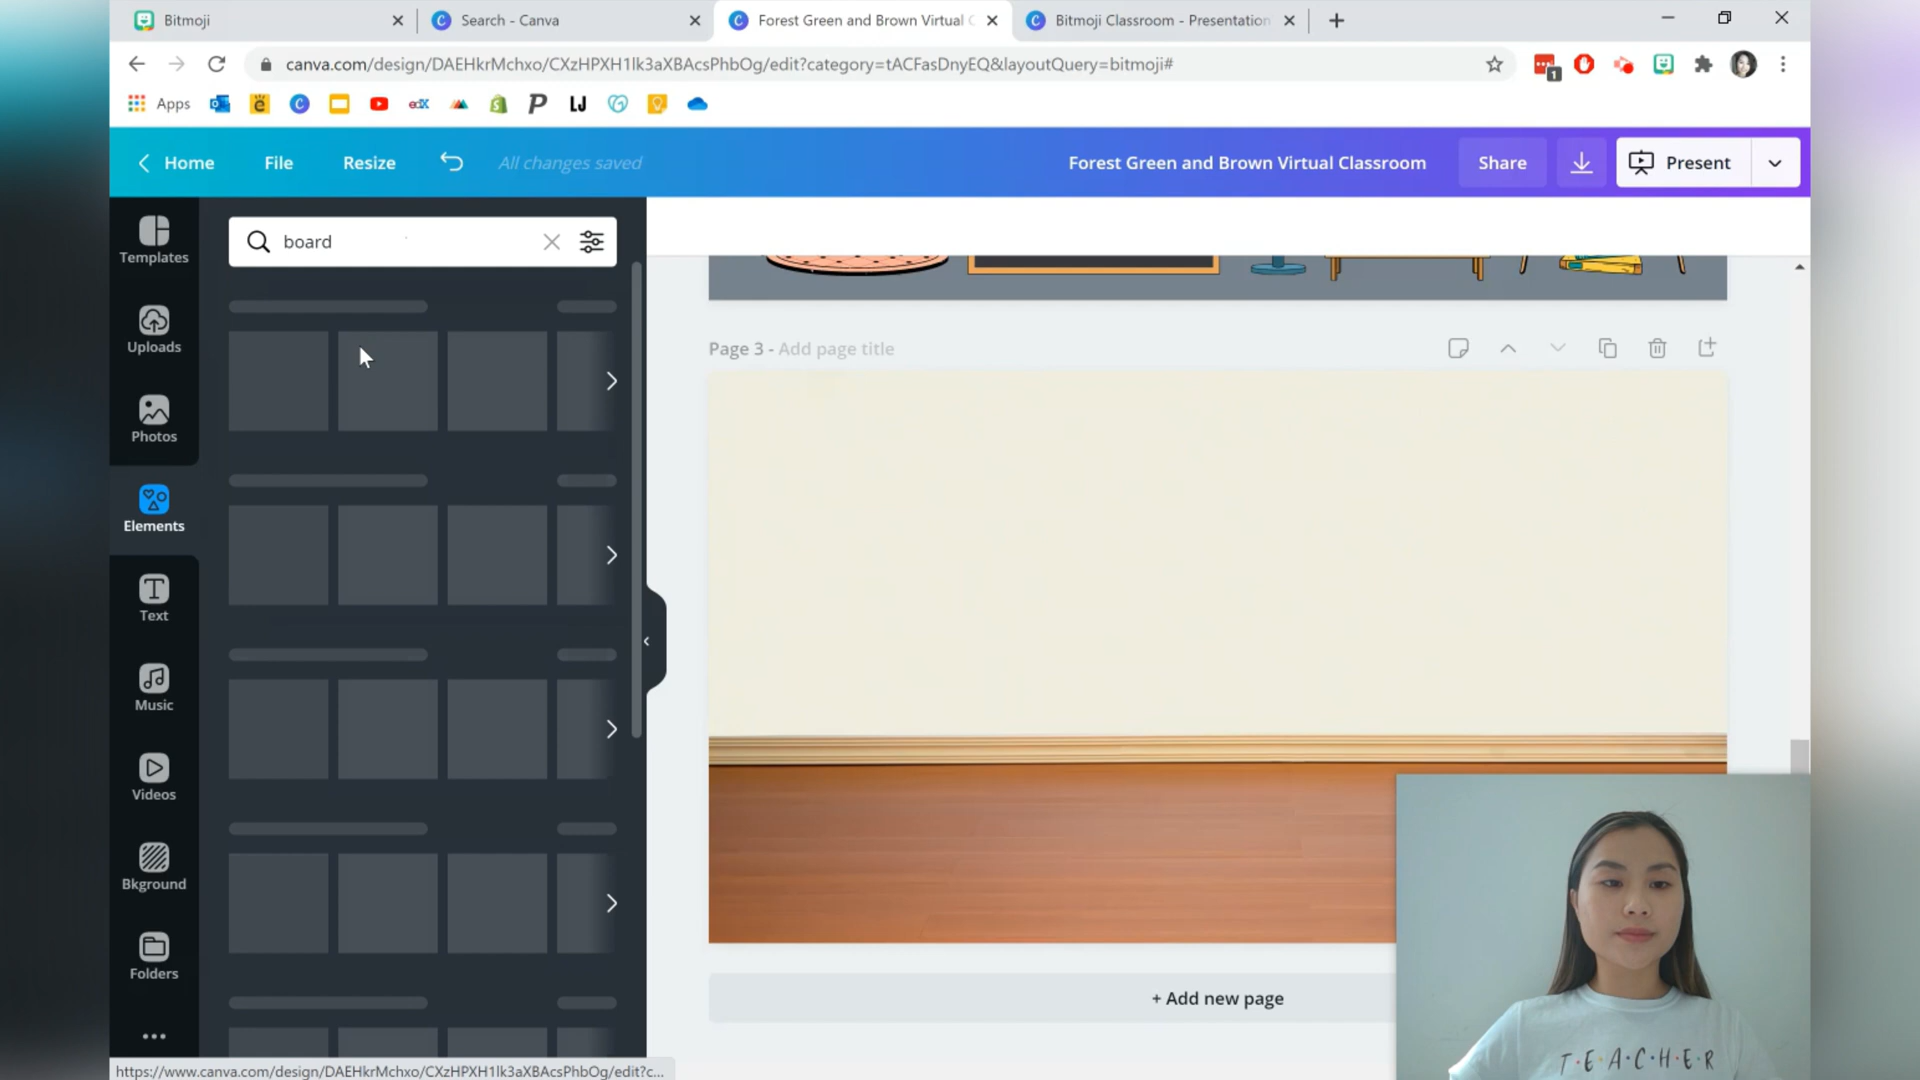 Bitmoji
Search - Canva
Forest Green and Brown Virtual C
Bitmoji Classroom - Presentation
canva.com/design/DAEHkrMchxo/CXzHPXH1lk3aXBAcsPhbOg/edit?category=tACFasDnyEQ&layoutQuery=bitmoji#
1
Apps
edX
P
LJ
Home
File
Resize
All changes saved
Forest Green and Brown Virtual Classroom
Share
Present
Templates
board
Uploads
Page 3 - Add page title
Photos
Elements
Text
Music
Videos
Bkground
Folders
+ Add new page
T·E·A·C·H·E·R
https://www.canva.com/design/DAEHkrMchxo/CXzHPXH1lk3aXBAcsPhbOg/edit?c...